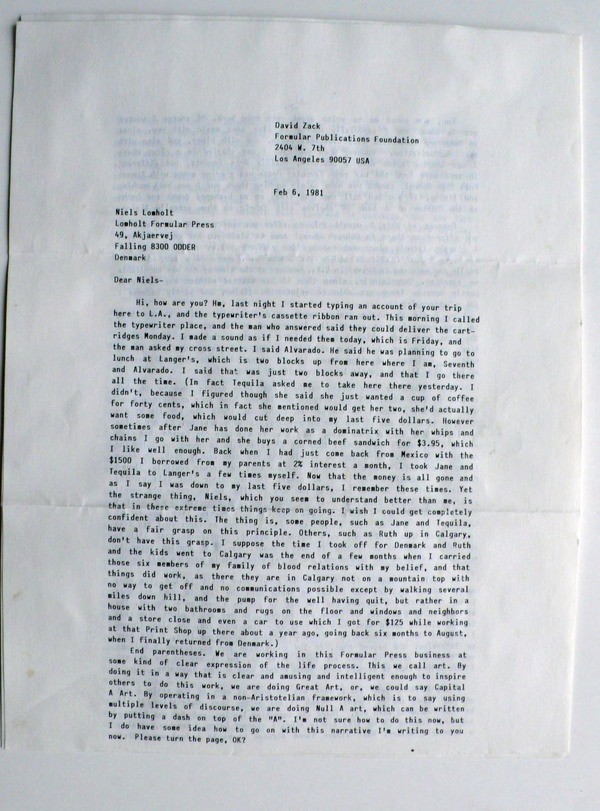 David Zack
Formular Publications Foundation
2404 W. 7th
Los Angeles 90057 USA
Feb 6, 1981
Niels Lomholt
Lomholt Formular Press
49, Akjaervej
Falling 8300 ODDER
Denmark
Dear Niels-
Hi, how are you? Hm, last night I started typing an account of your trip
here to L.A., and the typewriter's cassette ribbon ran out. This morning I called
the typewriter place, and the man who answered said they could deliver the cart-
ridges Monday. I made a sound as if I needed them today, which is Friday, and
the man asked my cross street. I said Alvarado. He said he was planning to go to
lunch at Langer's, which is two blocks up from here where I am, Seventh
and Alvarado. I said that was just two blocks away, and that I go there
all the time. (In fact Tequila asked me to take here there yesterday. I
didn't, because I figured though she said she just wanted a cup of coffee
for forty cents, which in fact she mentioned would get her two, she'd actually
want some food, which would cut deep into my last five dollars. However
sometimes after Jane has done her work as a dominatrix with her whips and
chains I go with her and she buys a corned beef sandwich for $3.95, which
I like well enough. Back when I had just come back from Mexico with the
$1500 I borrowed from my parents at 2% interest a month, I took Jane and
Tequila to Langer's a few times myself. Now that the money is all gone and
as I say I was down to my last five dollars, I remember these times. Yet
the strange thing, Niels, which you seem to understand better than me, is
that in these extreme times things keep on going. I wish I could get completely
confident about this. The thing is, some people, such as Jane and Tequila,
have a fair grasp on this principle. Others, such as Ruth up in Calgary,
don't have this grasp. I suppose the time I took off for Denmark and Ruth
and the kids went to Calgary was the end of a few months when I carried
those six members of my family of blood relations with my belief, and that
things did work, as there they are in Calgary not on a mountain top with
no way to get off and no communications possible except by walking several
miles down hill, and the pump for the well having quit, but rather in a
house with two bathrooms and rugs on the floor and windows and neighbors
and a store close and even a car to use which I got for $125 while working
at that Print Shop up there about a year ago, going back six months to August,
when I finally returned from Denmark.)
End parentheses. We are working in this Formular Press business at
some kind of clear expression of the life process. This we call art. By
doing it in a way that is clear and amusing and intelligent enough to inspire
others to do this work, we are doing Great Art, or, we could say Capital
A Art. By operating in a non-Aristotelian framework, which is to say using
multiple levels of discourse, we are doing Null A art, which can be written
by putting a dash on top of the "A". I'm not sure how to do this now, but
I do have some idea how to go on with this narrative I'm writing to you
now. Please turn the page, OK?